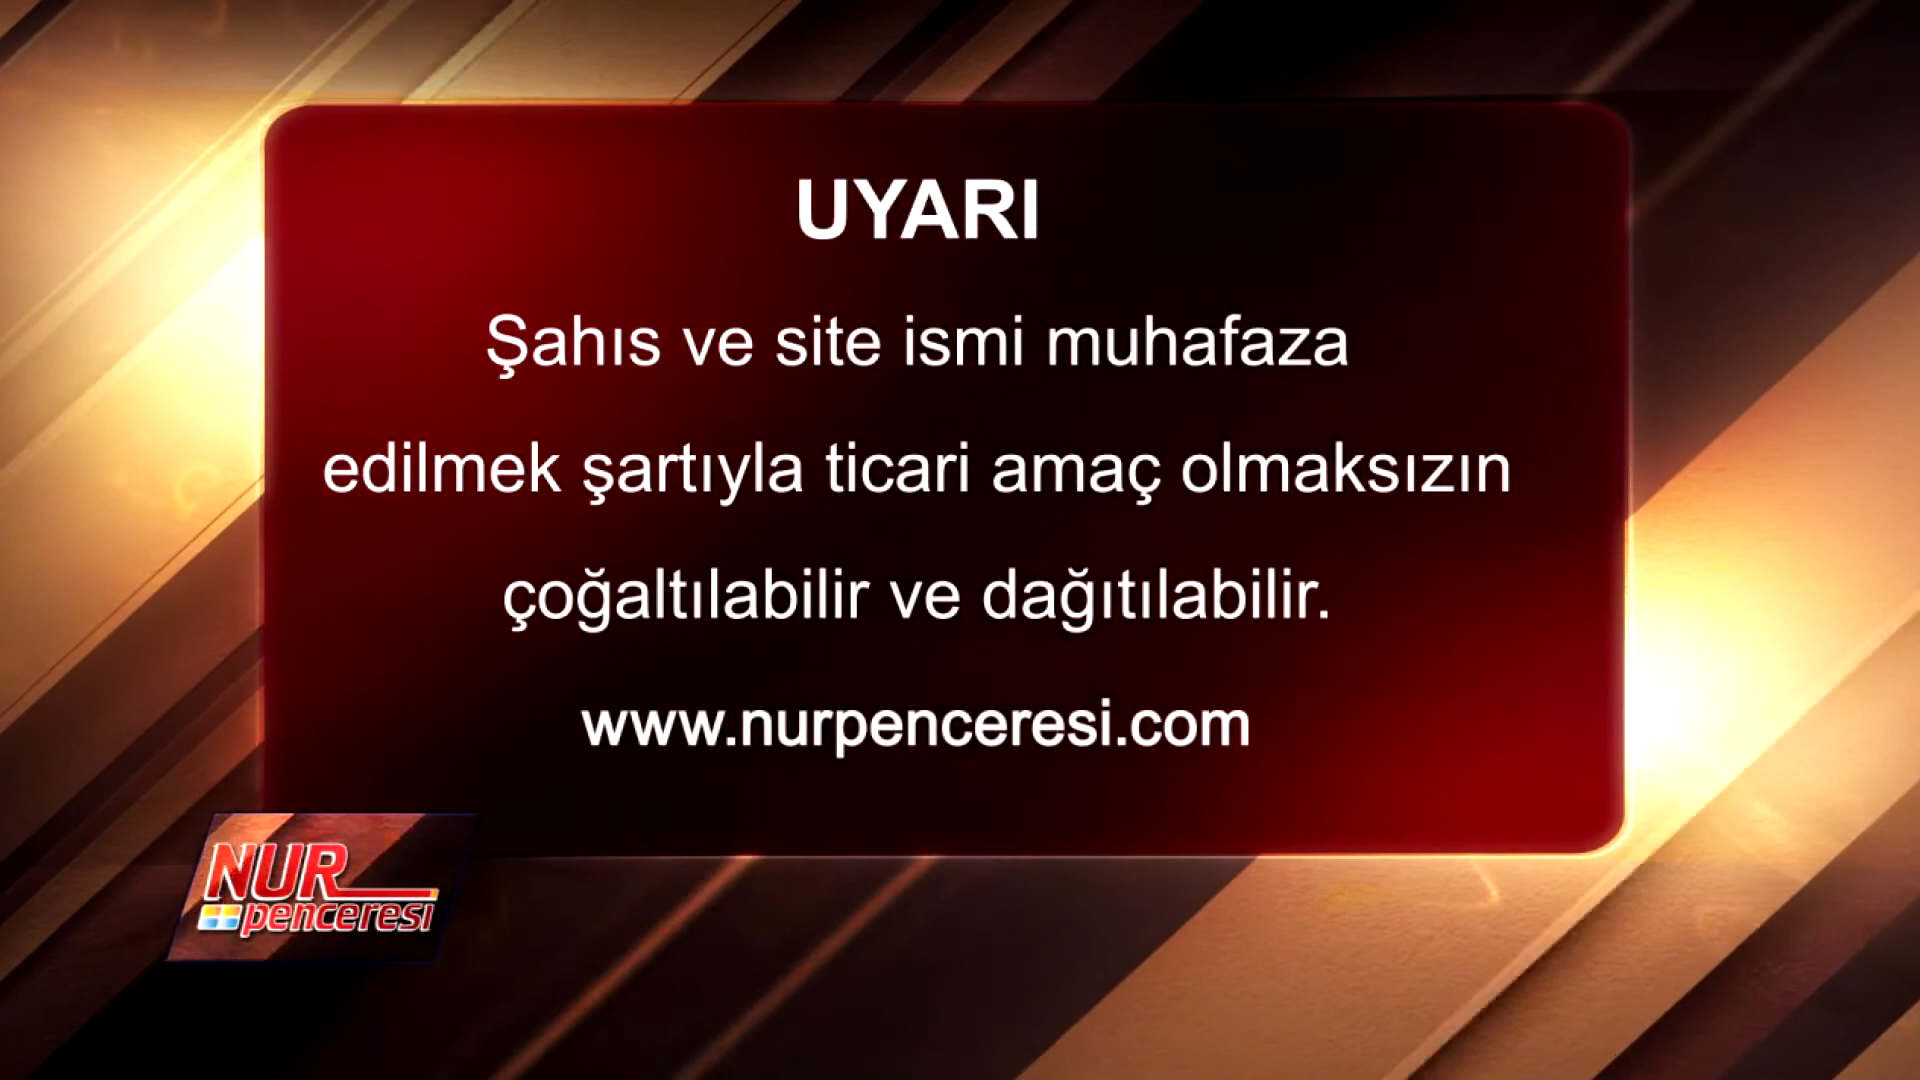 UYARI
Şahıs ve site ismi muhafaza
edilmek şartıyla ticari amaç olmaksızın
çoğaltılabilir ve dağıtılabilir.
www.nurpenceresi.com
NUR
penceresi